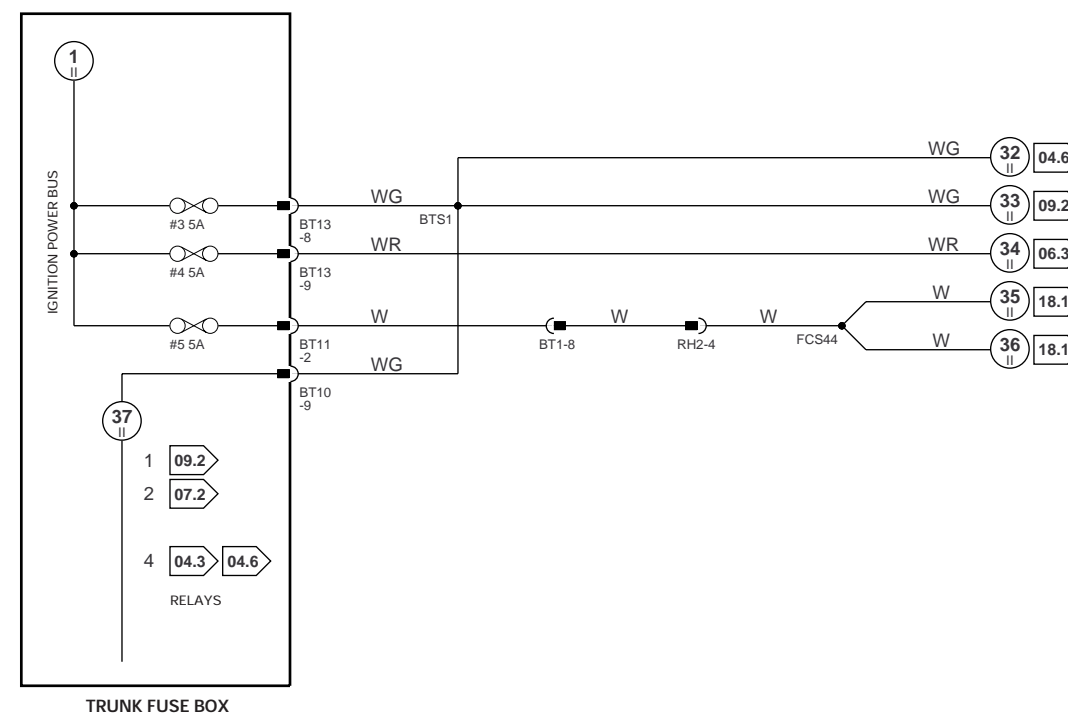 1
II
IGNITION POWER BUS
WG 32 04.6
II
#3 5A
BT13
-8
WG
BTS1
WG 33 09.2
II
#4 5A
BT13
-9
WR
WR 34 06.3
II
#5 5A
BT11
-2
W
BT1-8
W
RH2-4
W
FCS44
W 35 18.1
II
W 36 18.1
II
WG
BT10
-9
37
II
1 09.2
2 07.2
4 04.3 04.6
RELAYS
TRUNK FUSE BOX